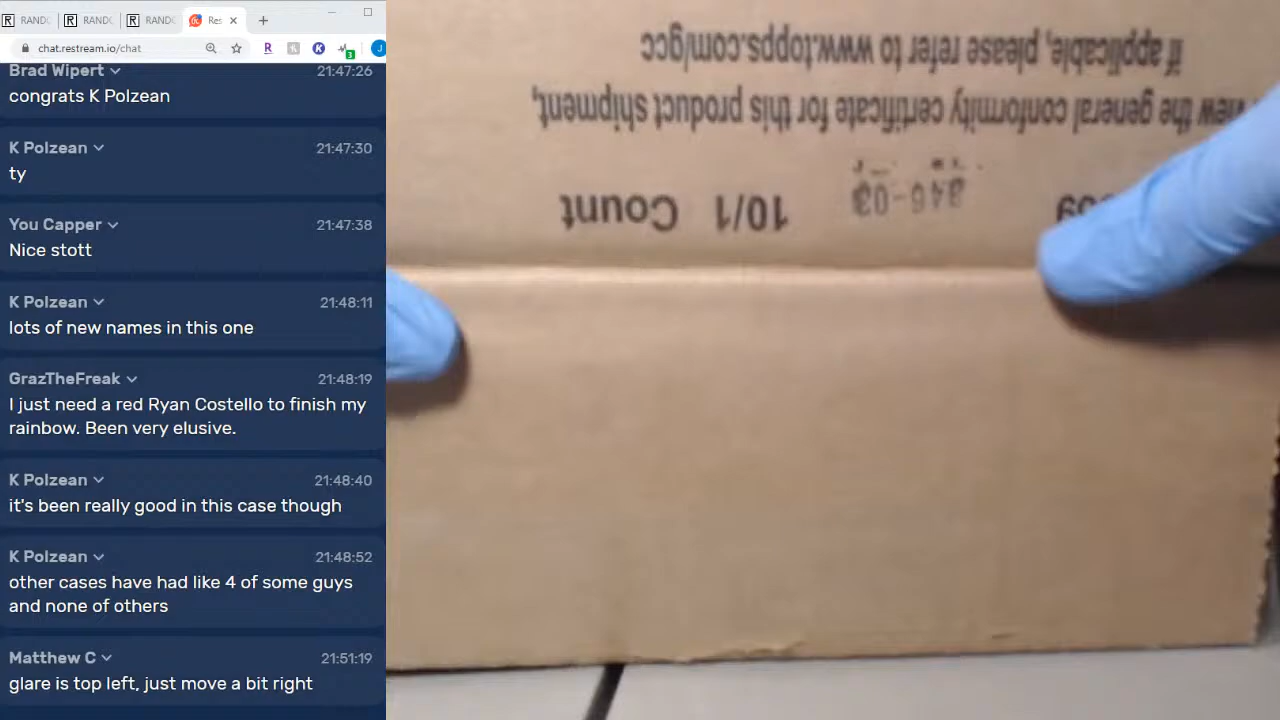 RAND
RAND
RAND
Res
chat.restream.io/chat
Brad Wipert 21:47:26
congrats K Polzean
K Polzean 21:47:30
ty
You Capper 21:47:38
Nice stott
K Polzean 21:48:11
lots of new names in this one
GrazTheFreak 21:48:19
I just need a red Ryan Costello to finish my
rainbow. Been very elusive.
K Polzean 21:48:40
it's been really good in this case though
K Polzean 21:48:52
other cases have had like 4 of some guys
and none of others
Matthew C 21:51:19
glare is top left, just move a bit right
10/1 Count
view the general conformity certificate for this product shipment,
if applicable, please refer to www.topps.com/gcc